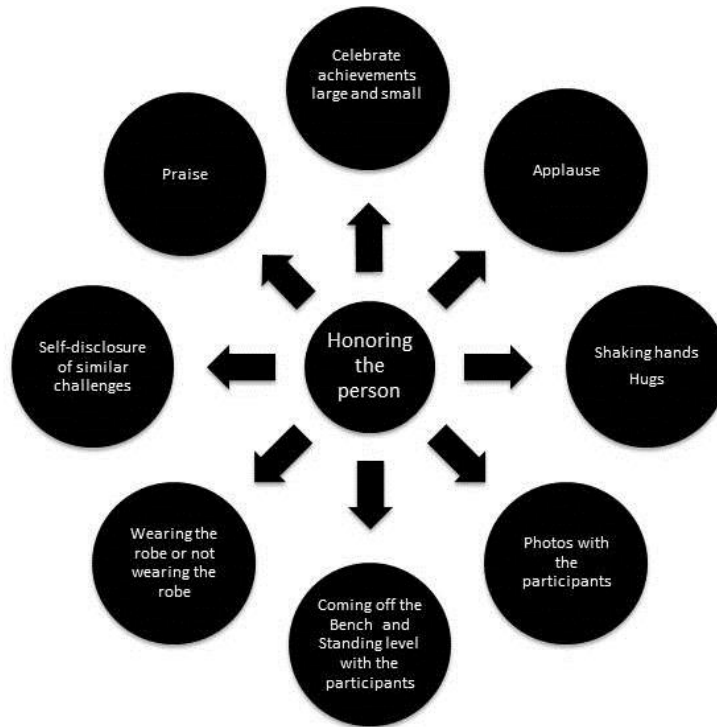 Celebrate
achievements
large and small
Applause
Shaking hands
Hugs
Photos with
the
participants
Coming off the
Bench and
Standing level
with the
participants
Wearing the
robe or not
wearing the
robe
Self-disclosure
of similar
challenges
Praise
Honoring
the
person